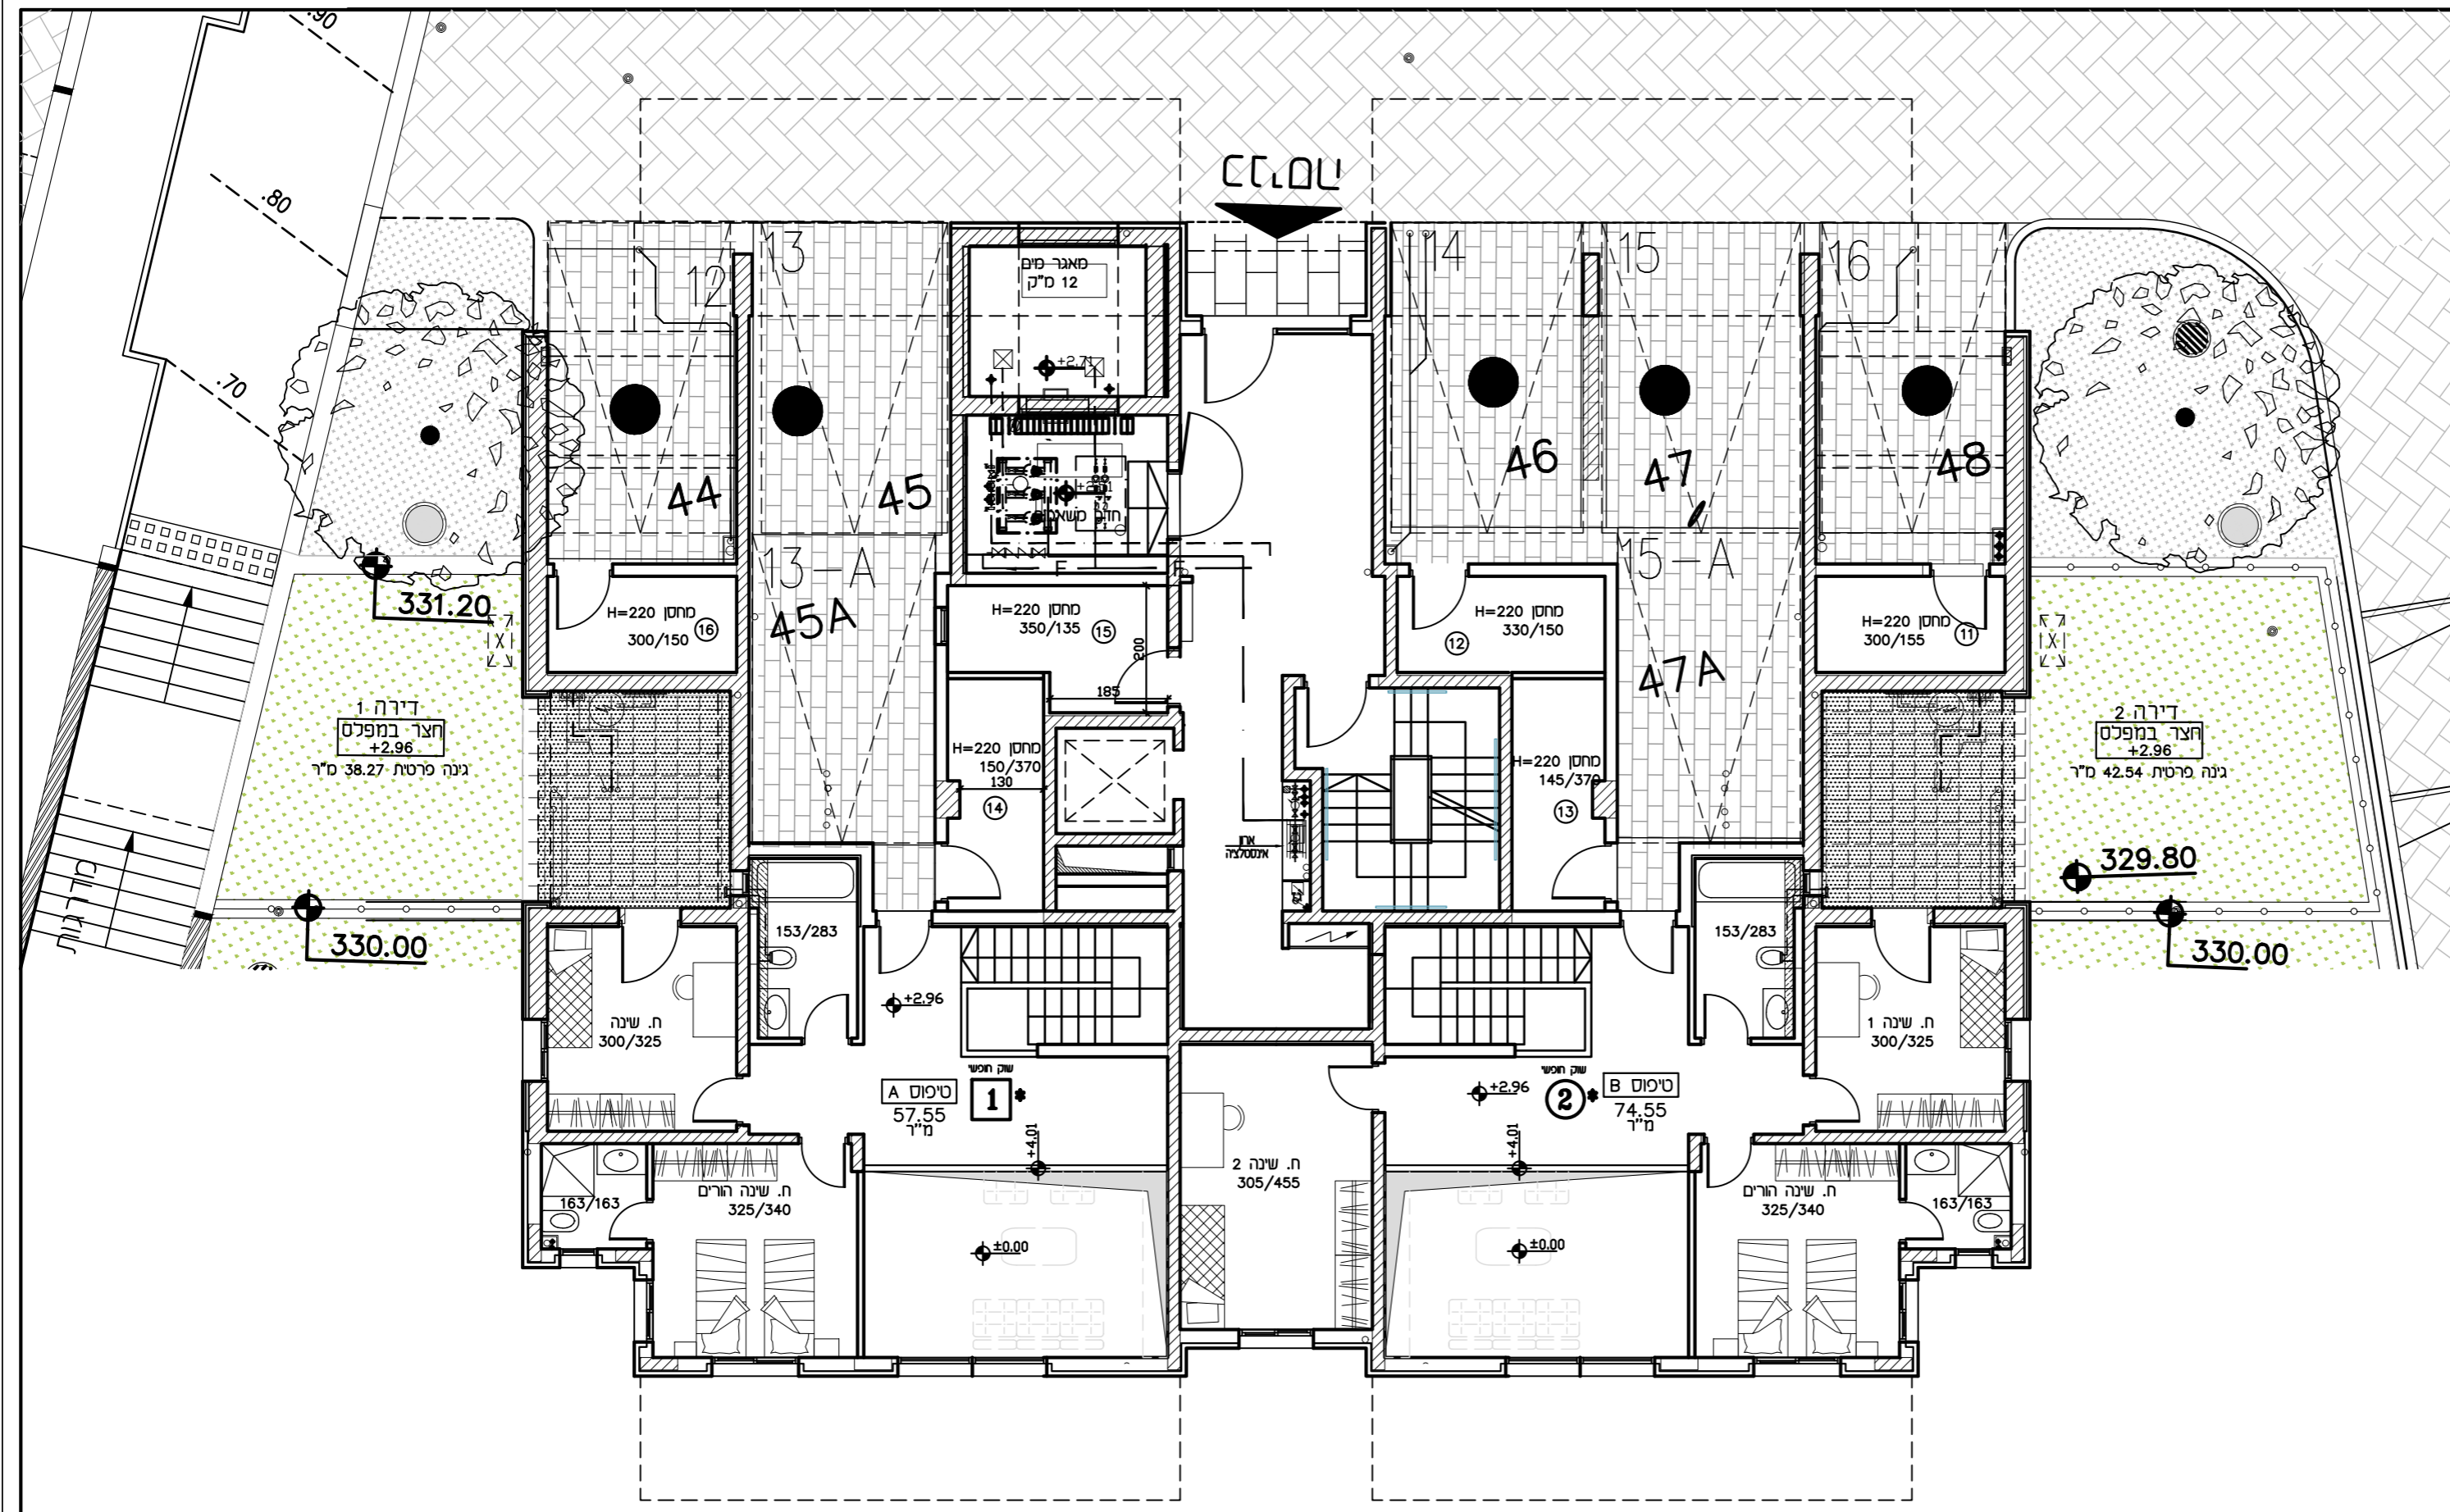 .90
.80
.70
כניסה
12
13
14
15
16
מאגר מים
12 מ"ק
+2.71
44
45
46
47
48
חדר משאבות
13-A
45A
15-A
47A
331.20
H=220 מחסן
300/150
16
H=220 מחסן
350/135
15
200
185
H=220 מחסן
330/150
12
H=220 מחסן
300/155
11
דירה 1
חצר במפלס
+2.96
גינה פרטית 38.27 מ"ר
H=220 מחסן
150/370
130
14
H=220 מחסן
145/370
13
דירה 2
חצר במפלס
+2.96
גינה פרטית 42.54 מ"ר
ארון
אינסטלציה
329.80
330.00
330.00
153/283
153/283
+2.96
ח. שינה
300/325
ח. שינה 1
300/325
טיפוס A
57.55
מ"ר
שוק חופשי
1 *
+2.96
שוק חופשי
2 *
טיפוס B
74.55
מ"ר
+4.01
+4.01
ח. שינה 2
305/455
163/163
ח. שינה הורים
325/340
ח. שינה הורים
325/340
163/163
±0.00
±0.00